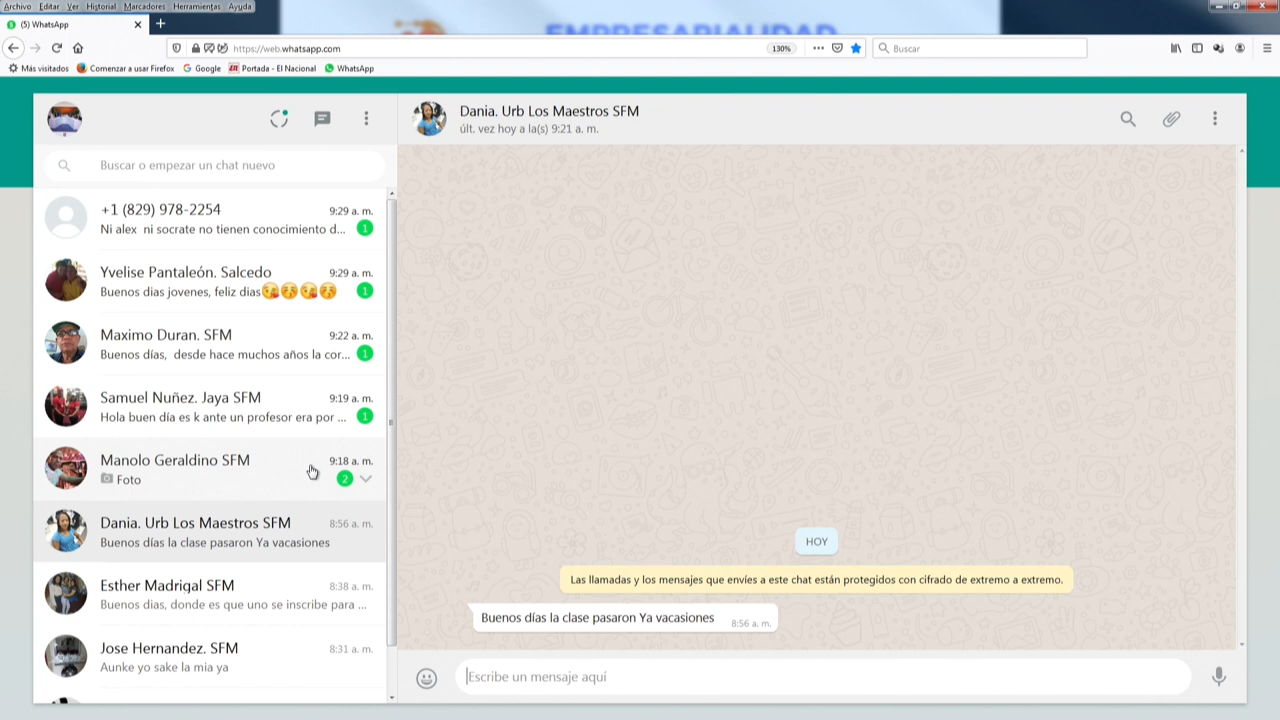 Archivo Editar Ver Historial Marcadores Herramientas Ayuda
EMPRESARIALIDAD
(5) WhatsApp
https://web.whatsapp.com
130%
Buscar
Más visitados Comenzar a usar Firefox Google Portada - El Nacional WhatsApp
Buscar o empezar un chat nuevo
+1 (829) 978-2254 9:29 a. m.
Ni alex ni socrate no tienen conocimiento d... 1
Yvelise Pantaleón. Salcedo 9:29 a. m.
Buenos dias jovenes, feliz dias😘😚😘😚 1
Maximo Duran. SFM 9:22 a. m.
Buenos días, desde hace muchos años la cor... 1
Samuel Nuñez. Jaya SFM 9:19 a. m.
Hola buen día es k ante un profesor era por ... 1
Manolo Geraldino SFM 9:18 a. m.
Foto 2
Dania. Urb Los Maestros SFM 8:56 a. m.
Buenos días la clase pasaron Ya vacasiones
Esther Madrigal SFM 8:38 a. m.
Buenos dias, donde es que uno se inscribe para ...
Jose Hernandez. SFM 8:31 a. m.
Aunke yo sake la mia ya
Dania. Urb Los Maestros SFM
últ. vez hoy a la(s) 9:21 a. m.
HOY
Las llamadas y los mensajes que envíes a este chat están protegidos con cifrado de extremo a extremo.
Buenos días la clase pasaron Ya vacasiones 8:56 a. m.
Escribe un mensaje aquí